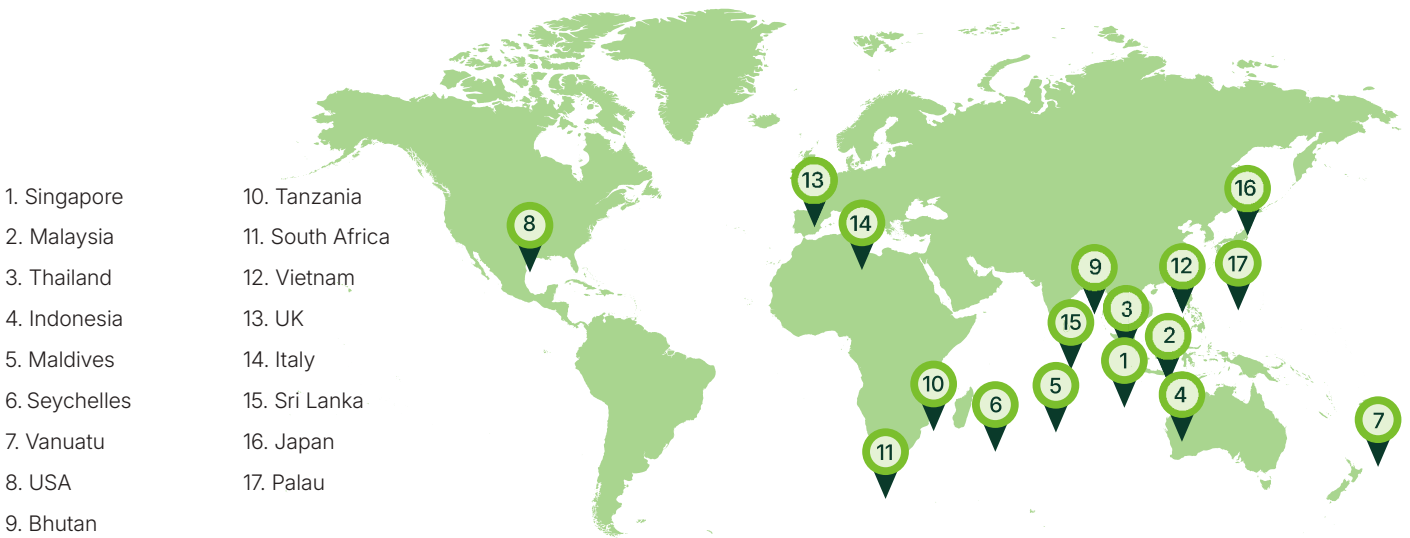 1. Singapore
2. Malaysia
3. Thailand
4. Indonesia
5. Maldives
6. Seychelles
7. Vanuatu
8. USA
9. Bhutan
10. Tanzania
11. South Africa
12. Vietnam
13. UK
14. Italy
15. Sri Lanka
16. Japan
17. Palau
13
16
8
14
9
12
17
3
15
2
1
10
5
4
6
7
11